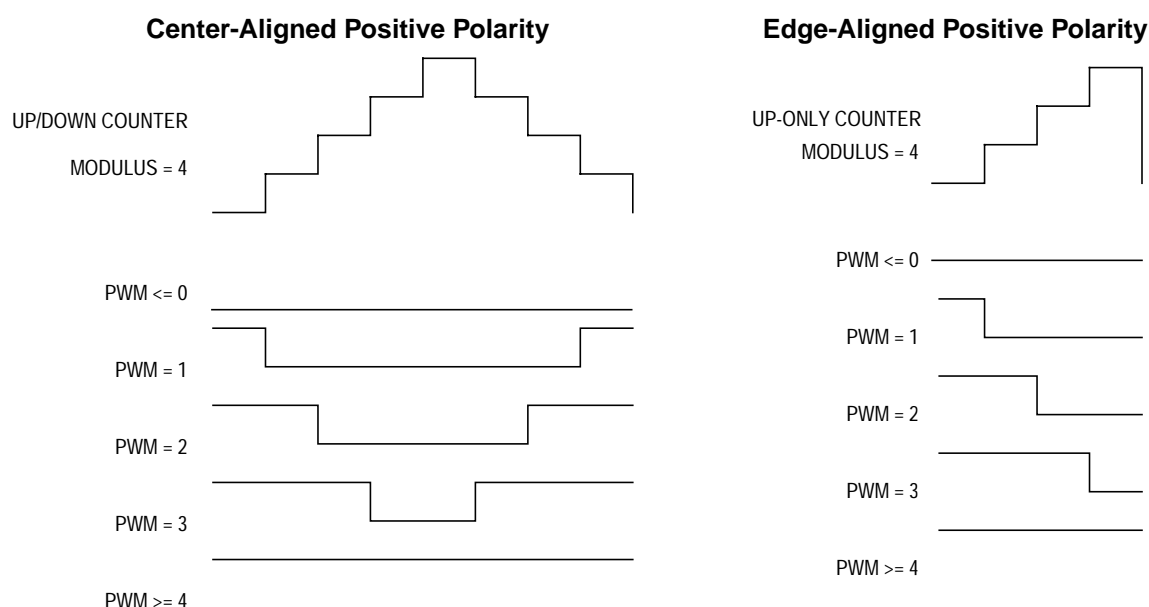 Center-Aligned Positive Polarity
UP/DOWN COUNTER
MODULUS = 4
PWM <= 0
PWM = 1
PWM = 2
PWM = 3
PWM >= 4
Edge-Aligned Positive Polarity
UP-ONLY COUNTER
MODULUS = 4
PWM <= 0
PWM = 1
PWM = 2
PWM = 3
PWM >= 4